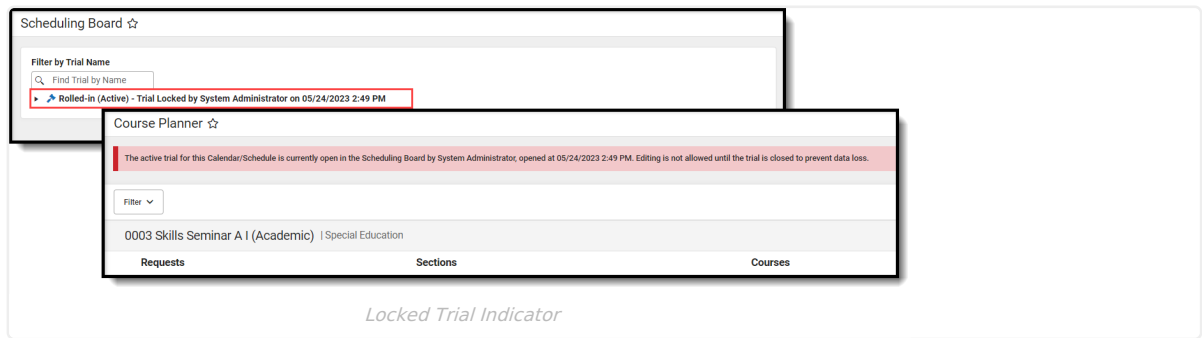 Scheduling Board
Filter by Trial Name
Find Trial by Name
Rolled-in (Active) - Trial Locked by System Administrator on 05/24/2023 2:49 PM
Course Planner
The active trial for this Calendar/Schedule is currently open in the Scheduling Board by System Administrator, opened at 05/24/2023 2:49 PM. Editing is not allowed until the trial is closed to prevent data loss.
Filter
0003 Skills Seminar A I (Academic) | Special Education
Requests Sections Courses
Locked Trial Indicator